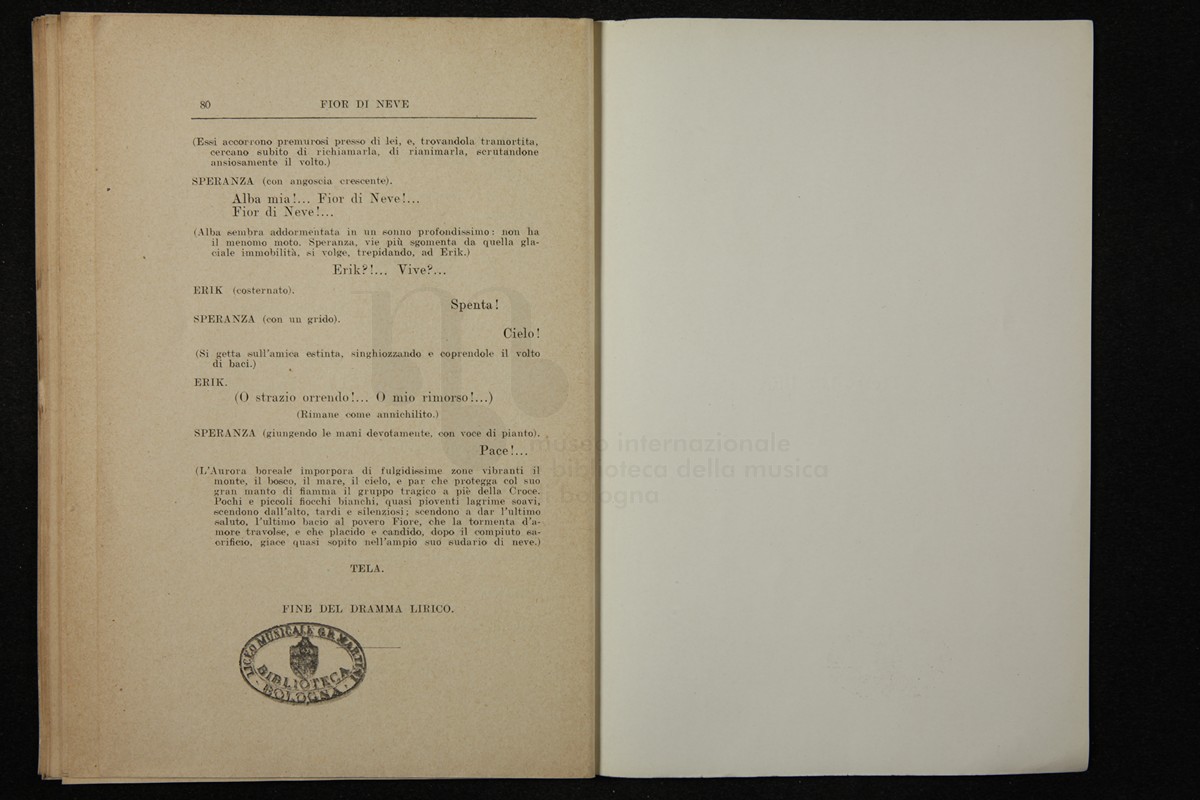 80 FIOR DI NEVE
(Essi accorrono premurosi presso di lei, e, trovandola tramortita,
cercano subito di richiamarla, di rianimarla, scrutandone
ansiosamente il volto.)
SPERANZA (con angoscia crescente).
Alba mia!... Fior di Neve!...
Fior di Neve!...
(Alba sembra addormentata in un sonno profondissimo: non ha
il menomo moto. Speranza, vie più sgomenta da quella gla-
ciale immobilità, si volge, trepidando, ad Erik.)
Erik?!... Vive?...
ERIK (costernato).
Spenta!
SPERANZA (con un grido).
Cielo!
(Si getta sull'amica estinta, singhiozzando e coprendole il volto
di baci.)
ERIK.
(O strazio orrendo!... O mio rimorso!...)
(Rimane come annichilito.)
SPERANZA (giungendo le mani devotamente, con voce di pianto).
Pace!...
(L'Aurora boreale imporpora di fulgidissime zone vibranti il
monte, il bosco, il mare, il cielo, e par che protegga col suo
gran manto di fiamma il gruppo tragico a piè della Croce.
Pochi e piccoli fiocchi bianchi, quasi pioventi lagrime soavi,
scendono dall'alto, tardi e silenziosi; scendono a dar l'ultimo
saluto, l'ultimo bacio al povero Fiore, che la tormenta d'a-
more travolse, e che placido e candido, dopo il compiuto sa-
orificio, giace quasi sopito nell'ampio suo sudario di neve.)
TELA.
FINE DEL DRAMMA LIRICO.
LICEO MUSICALE G.B. MARTINI
BIBLIOTECA
BOLOGNA
museo internazionale
e biblioteca della musica
di bologna